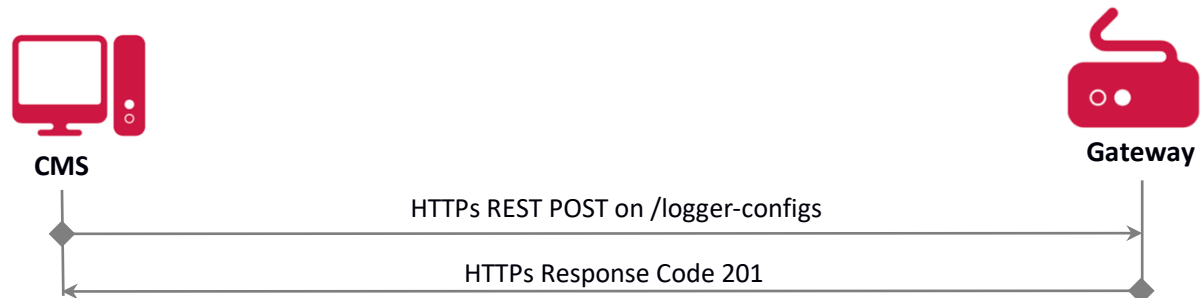 CMS
Gateway
HTTPs REST POST on /logger-configs
HTTPs Response Code 201